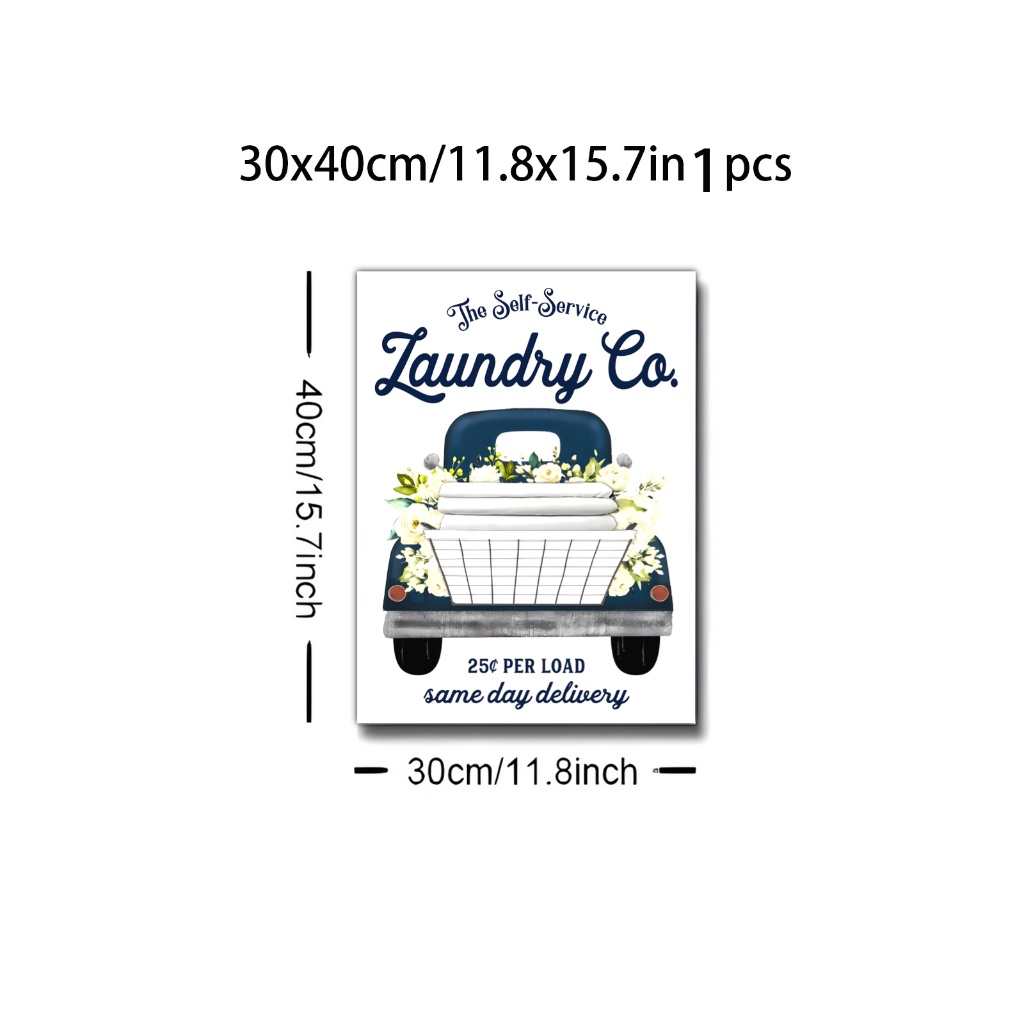 30x40cm/11.8x15.7in 1 pcs
The Self-Service
Laundry Co.
40cm/15.7inch
25¢ PER LOAD
same day delivery
30cm/11.8inch